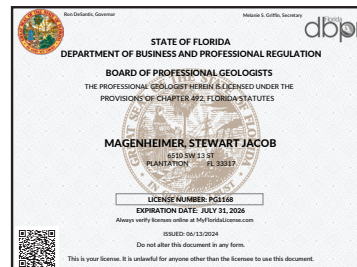 Ron DeSantis, Governor
Melanie S. Griffin, Secretary
Florida
dbpr
STATE OF FLORIDA
DEPARTMENT OF BUSINESS AND PROFESSIONAL REGULATION
BOARD OF PROFESSIONAL GEOLOGISTS
THE PROFESSIONAL GEOLOGIST HEREIN IS LICENSED UNDER THE
PROVISIONS OF CHAPTER 492, FLORIDA STATUTES
MAGENHEIMER, STEWART JACOB
6510 SW 13 ST
PLANTATION FL 33317
LICENSE NUMBER: PG1168
EXPIRATION DATE: JULY 31, 2026
Always verify licenses online at MyFloridaLicense.com
ISSUED: 06/13/2024
Do not alter this document in any form.
This is your license. It is unlawful for anyone other than the licensee to use this document.